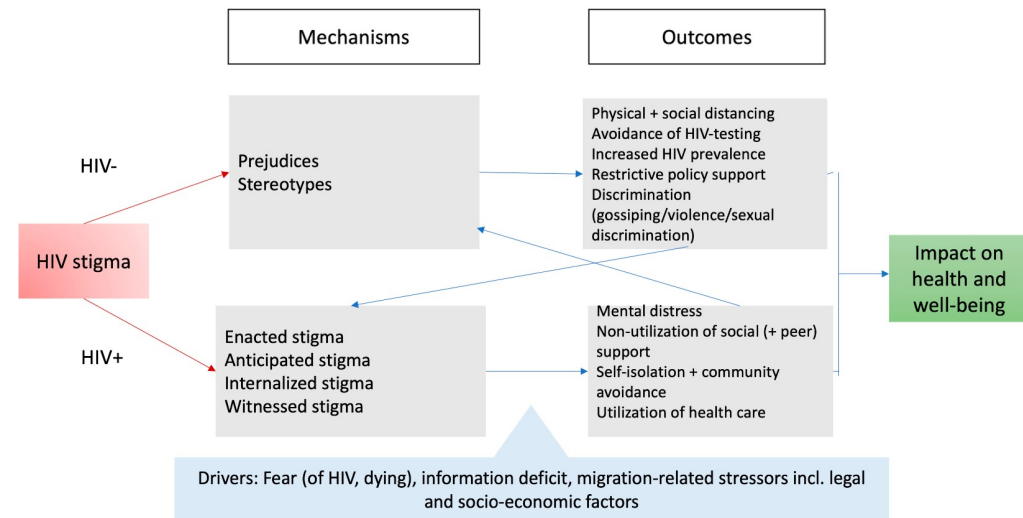 Mechanisms
Outcomes
HIV-
Prejudices
Stereotypes
Physical + social distancing
Avoidance of HIV-testing
Increased HIV prevalence
Restrictive policy support
Discrimination
(gossiping/violence/sexual
discrimination)
HIV stigma
Impact on
health and
well-being
HIV+
Enacted stigma
Anticipated stigma
Internalized stigma
Witnessed stigma
Mental distress
Non-utilization of social (+ peer)
support
Self-isolation + community
avoidance
Utilization of health care
Drivers: Fear (of HIV, dying), information deficit, migration-related stressors incl. legal
and socio-economic factors